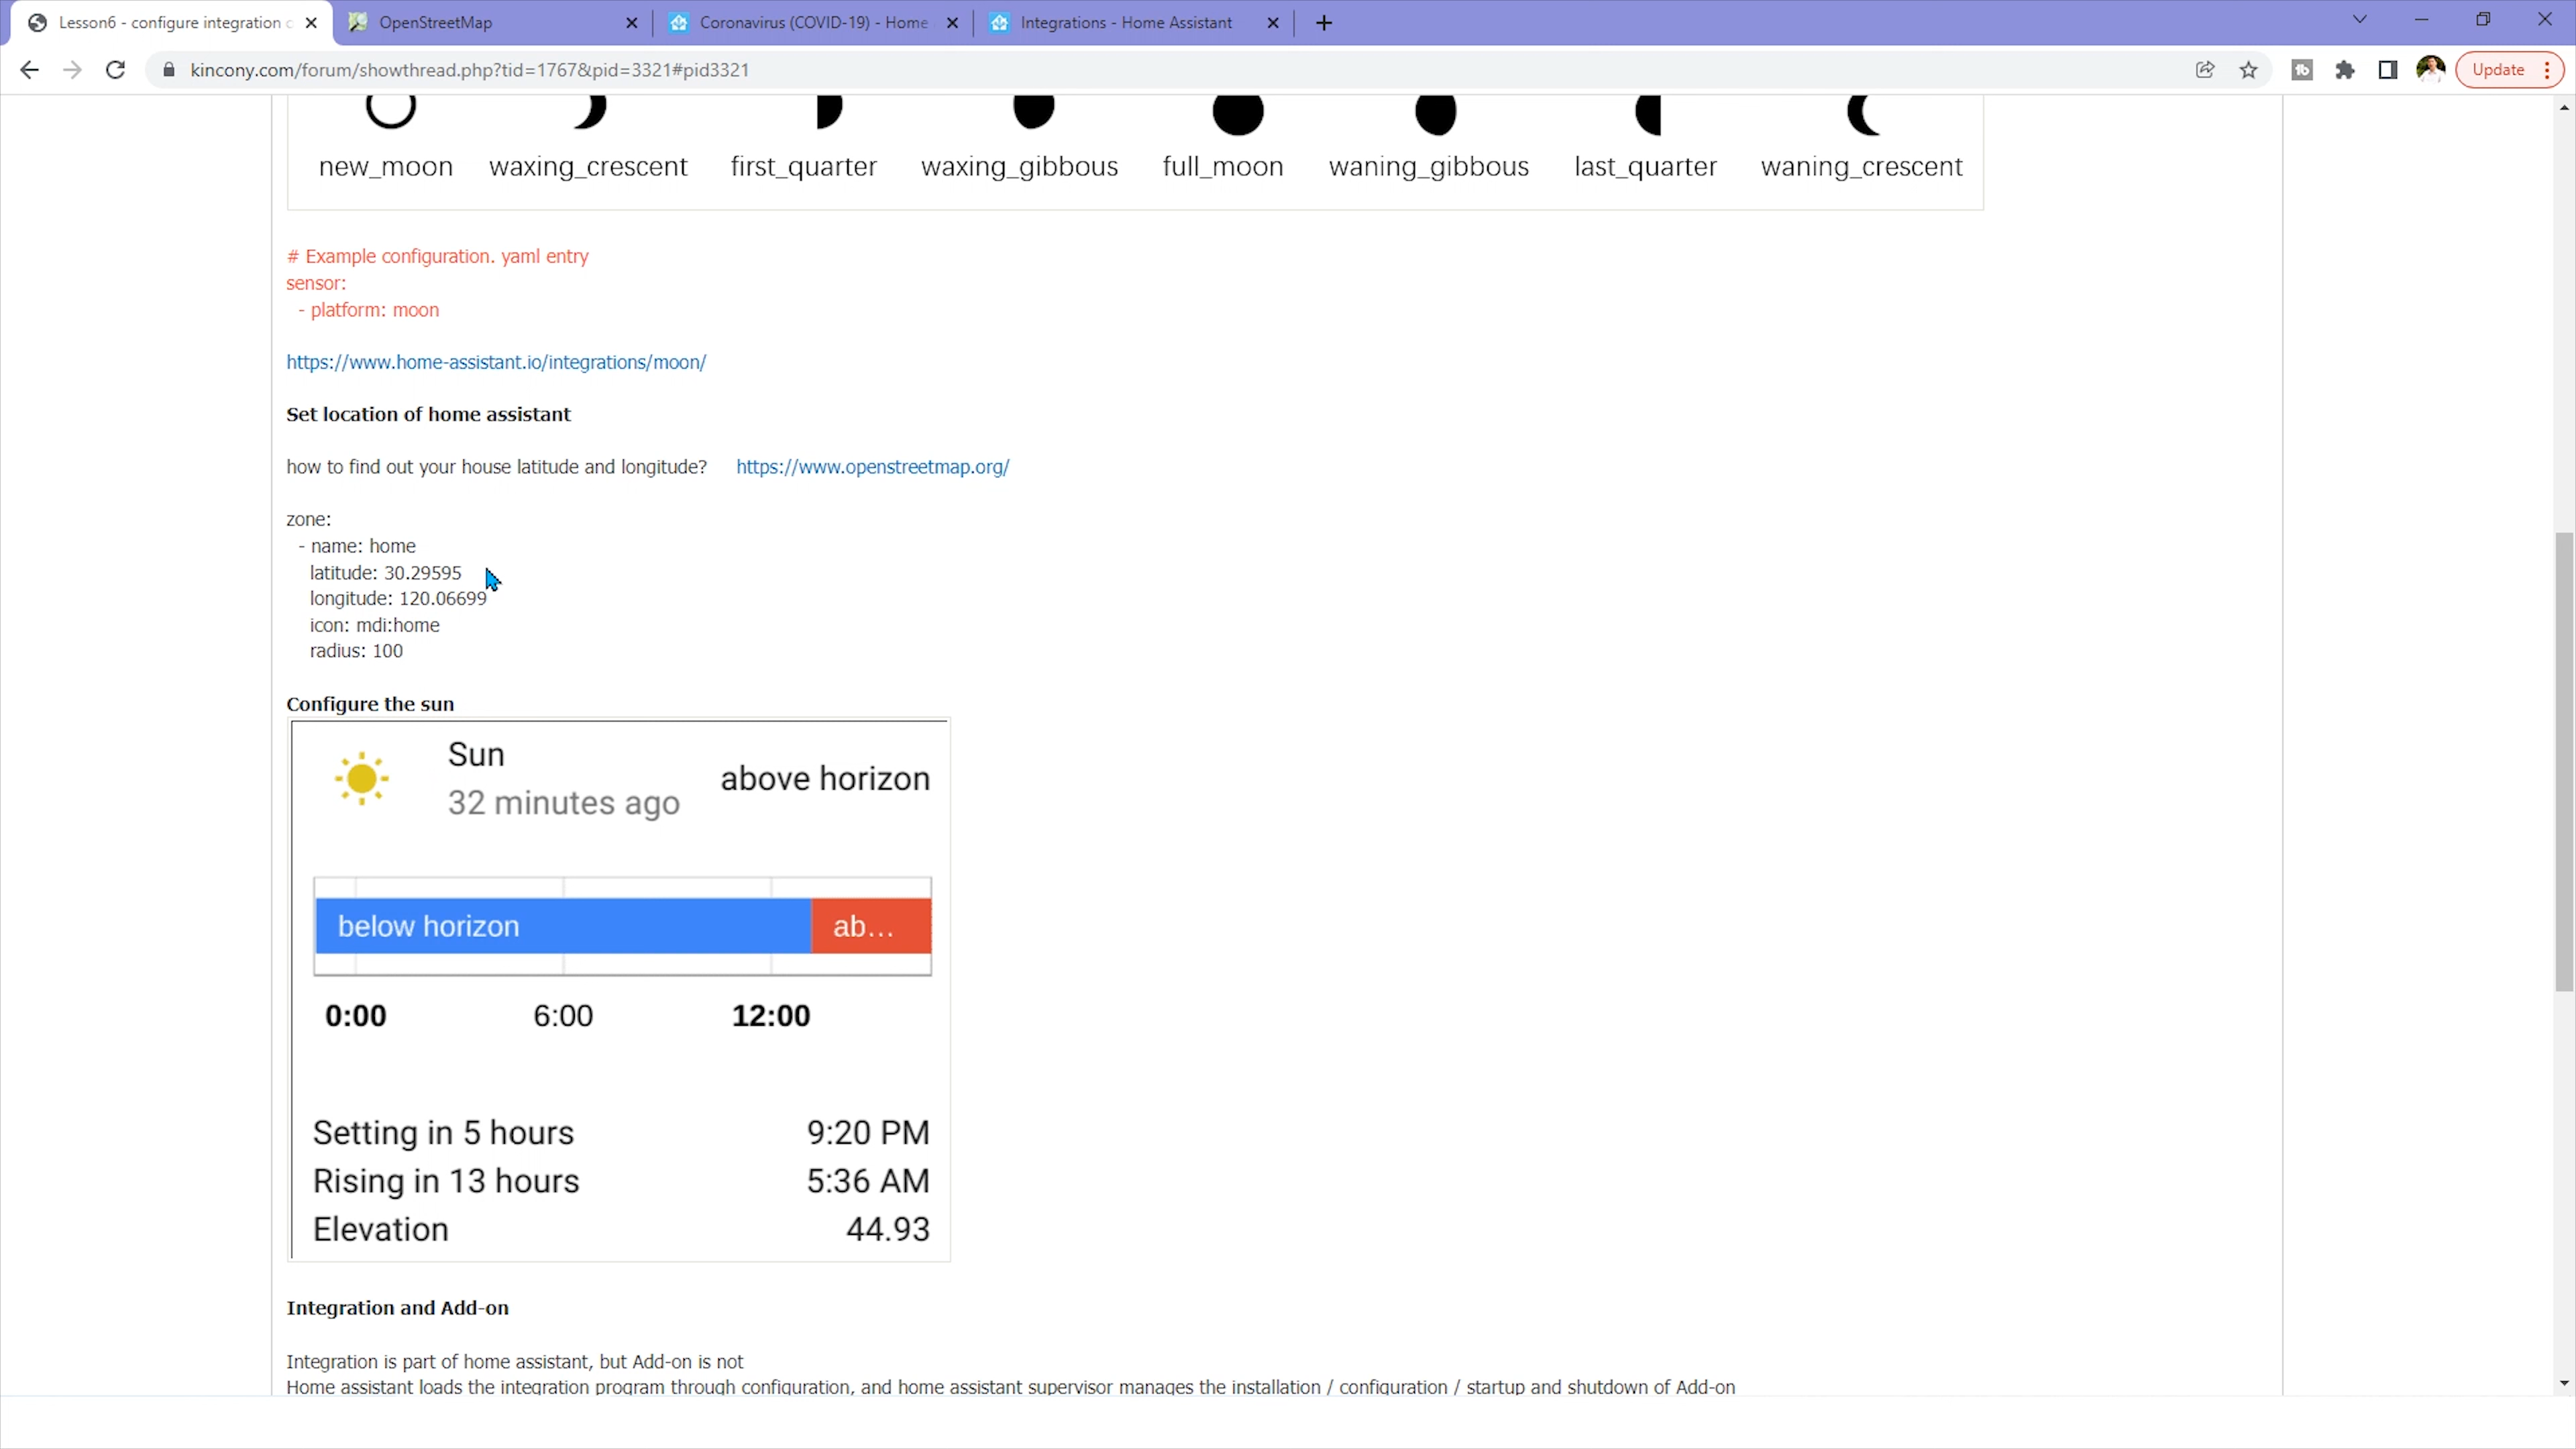 Lesson6 - configure integration c
OpenStreetMap
Coronavirus (COVID-19) - Home
Integrations - Home Assistant
kincony.com/forum/showthread.php?tid=1767&pid=3321#pid3321
Update
new_moon waxing_crescent first_quarter waxing_gibbous full_moon waning_gibbous last_quarter waning_crescent
# Example configuration. yaml entry
sensor:
- platform: moon
https://www.home-assistant.io/integrations/moon/
Set location of home assistant
how to find out your house latitude and longitude? https://www.openstreetmap.org/
zone:
- name: home
latitude: 30.29595
longitude: 120.06699
icon: mdi:home
radius: 100
Configure the sun
Sun
32 minutes ago
above horizon
below horizon ab...
0:00 6:00 12:00
Setting in 5 hours 9:20 PM
Rising in 13 hours 5:36 AM
Elevation 44.93
Integration and Add-on
Integration is part of home assistant, but Add-on is not
Home assistant loads the integration program through configuration, and home assistant supervisor manages the installation / configuration / startup and shutdown of Add-on